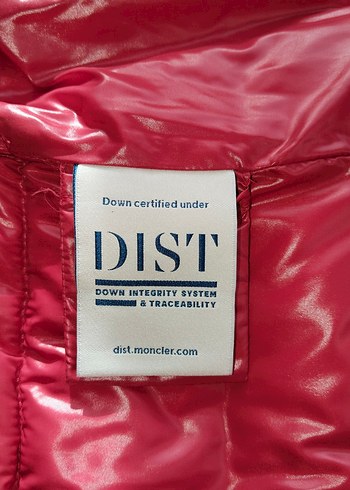 Down certified under
DIST
DOWN INTEGRITY SYSTEM
& TRACEABILITY
dist.moncler.com